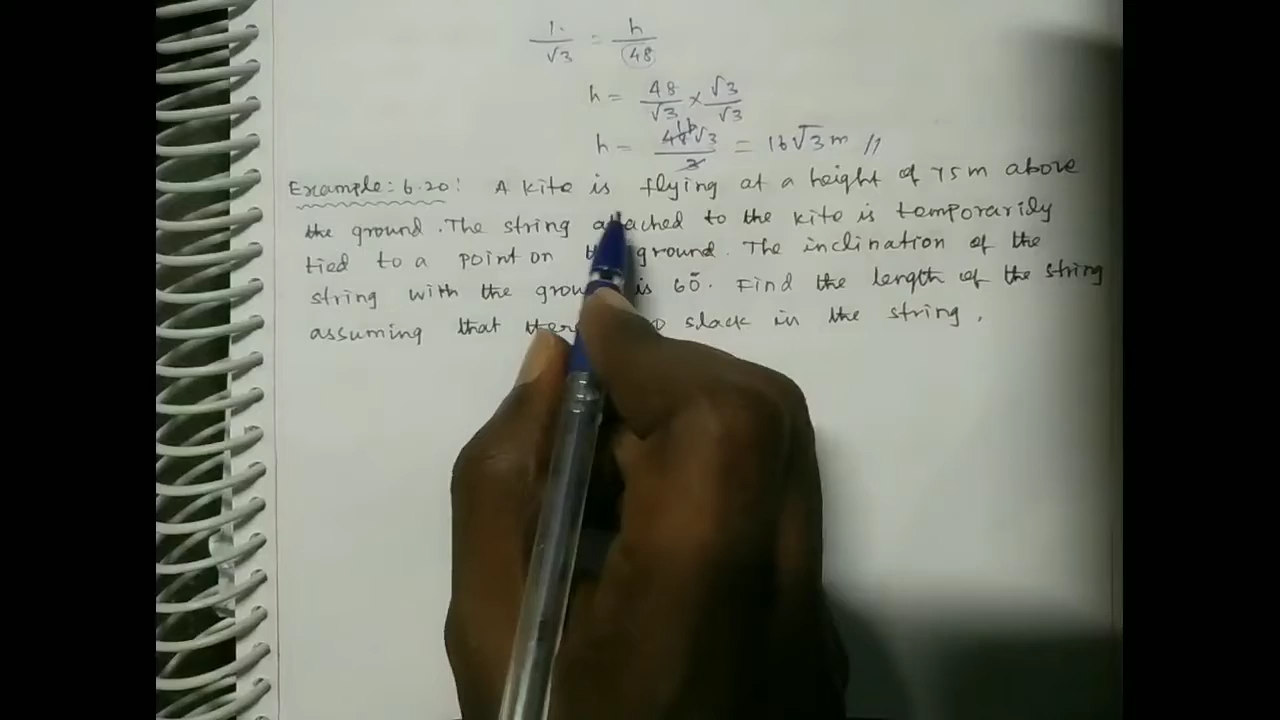 1/√3 = h/48
h = 48/√3 × √3/√3
h = 48√3/3 = 16√3 m //
Example: 6.20: A kite is flying at a height of 75 m above
the ground. The string attached to the kite is temporarily
tied to a point on the ground. The inclination of the
string with the ground is 60°. Find the length of the string
assuming that slack in the string.